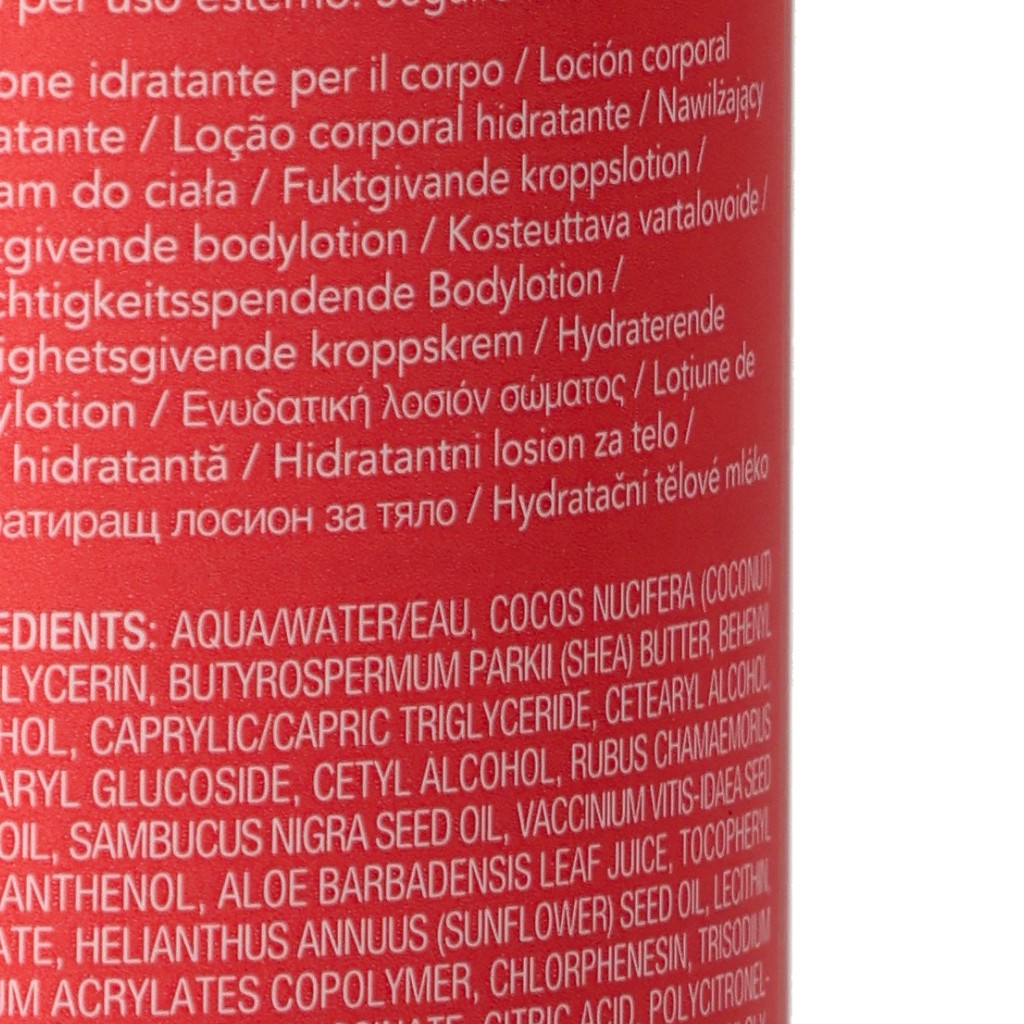 per uso esterno.
one idratante per il corpo / Loción corporal
atante / Loção corporal hidratante / Nawilżający
am do ciała / Fuktgivande kroppslotion /
tgivende bodylotion / Kosteuttava vartalovoide /
chtigkeitsspendende Bodylotion /
ighetsgivende kroppskrem / Hydraterende
ylotion / Ενυδατική λοσιόν σώματος / Loțiune de
hidratantă / Hidratantni losion za telo /
ратиращ лосион за тяло / Hydratační tělové mléko
EDIENTS: AQUA/WATER/EAU, COCOS NUCIFERA (COCONUT)
LYCERIN, BUTYROSPERMUM PARKII (SHEA) BUTTER, BEHENYL
HOL, CAPRYLIC/CAPRIC TRIGLYCERIDE, CETEARYL ALCOHOL,
ARYL GLUCOSIDE, CETYL ALCOHOL, RUBUS CHAMAEMORUS
OIL, SAMBUCUS NIGRA SEED OIL, VACCINIUM VITIS-IDAEA SEED
ANTHENOL, ALOE BARBADENSIS LEAF JUICE, TOCOPHERYL
ATE, HELIANTHUS ANNUUS (SUNFLOWER) SEED OIL, LECITHIN,
UM ACRYLATES COPOLYMER, CHLORPHENESIN, TRISODIUM
CITRIC ACID, POLYCITRONEL-